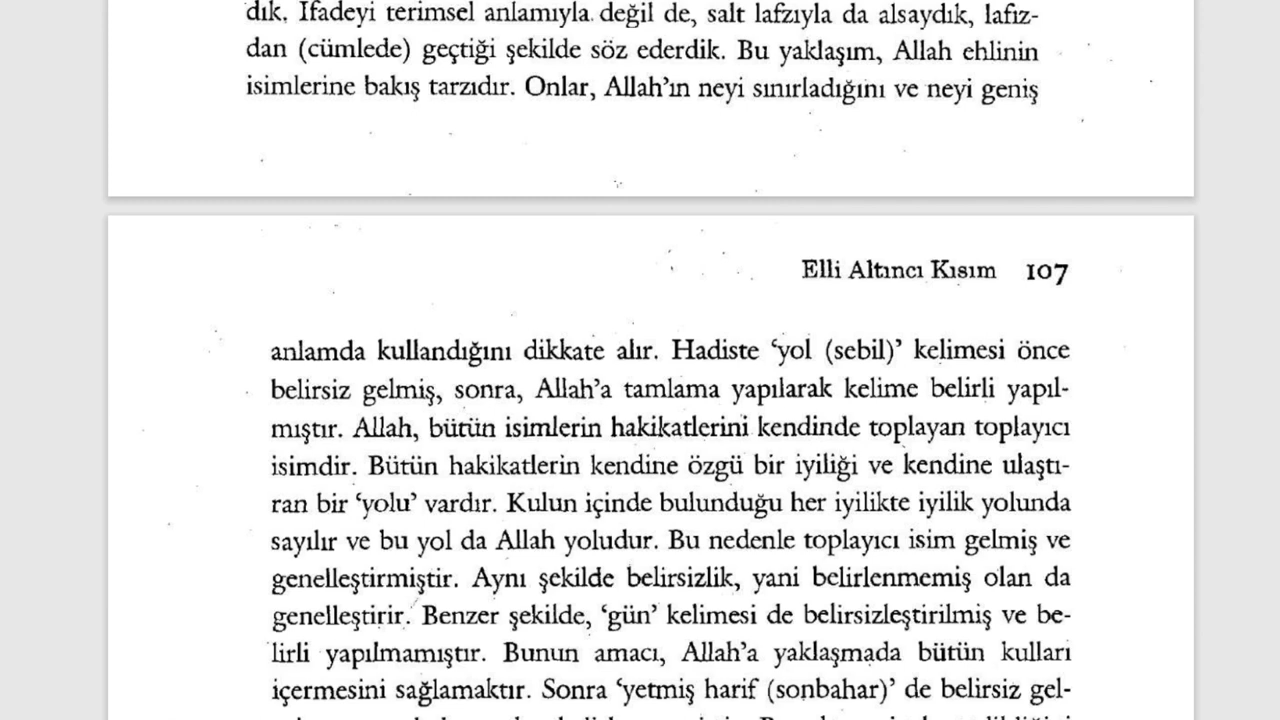 dık. İfadeyi terimsel anlamıyla değil de, salt lafzıyla da alsaydık, lafız-
dan (cümlede) geçtiği şekilde söz ederdik. Bu yaklaşım, Allah ehlinin
isimlerine bakış tarzıdır. Onlar, Allah’ın neyi sınırladığını ve neyi geniş
Elli Altıncı Kısım 107
anlamda kullandığını dikkate alır. Hadiste ‘yol (sebil)’ kelimesi önce
belirsiz gelmiş, sonra, Allah’a tamlama yapılarak kelime belirli yapıl-
mıştır. Allah, bütün isimlerin hakikatlerini kendinde toplayan toplayıcı
isimdir. Bütün hakikatlerin kendine özgü bir iyiliği ve kendine ulaştı-
ran bir ‘yolu’ vardır. Kulun içinde bulunduğu her iyilikte iyilik yolunda
sayılır ve bu yol da Allah yoludur. Bu nedenle toplayıcı isim gelmiş ve
genelleştirmiştir. Aynı şekilde belirsizlik, yani belirlenmemiş olan da
genelleştirir. Benzer şekilde, ‘gün’ kelimesi de belirsizleştirilmiş ve be-
lirli yapılmamıştır. Bunun amacı, Allah’a yaklaşmada bütün kulları
içermesini sağlamaktır. Sonra ‘yetmiş harif (sonbahar)’ de belirsiz gel-